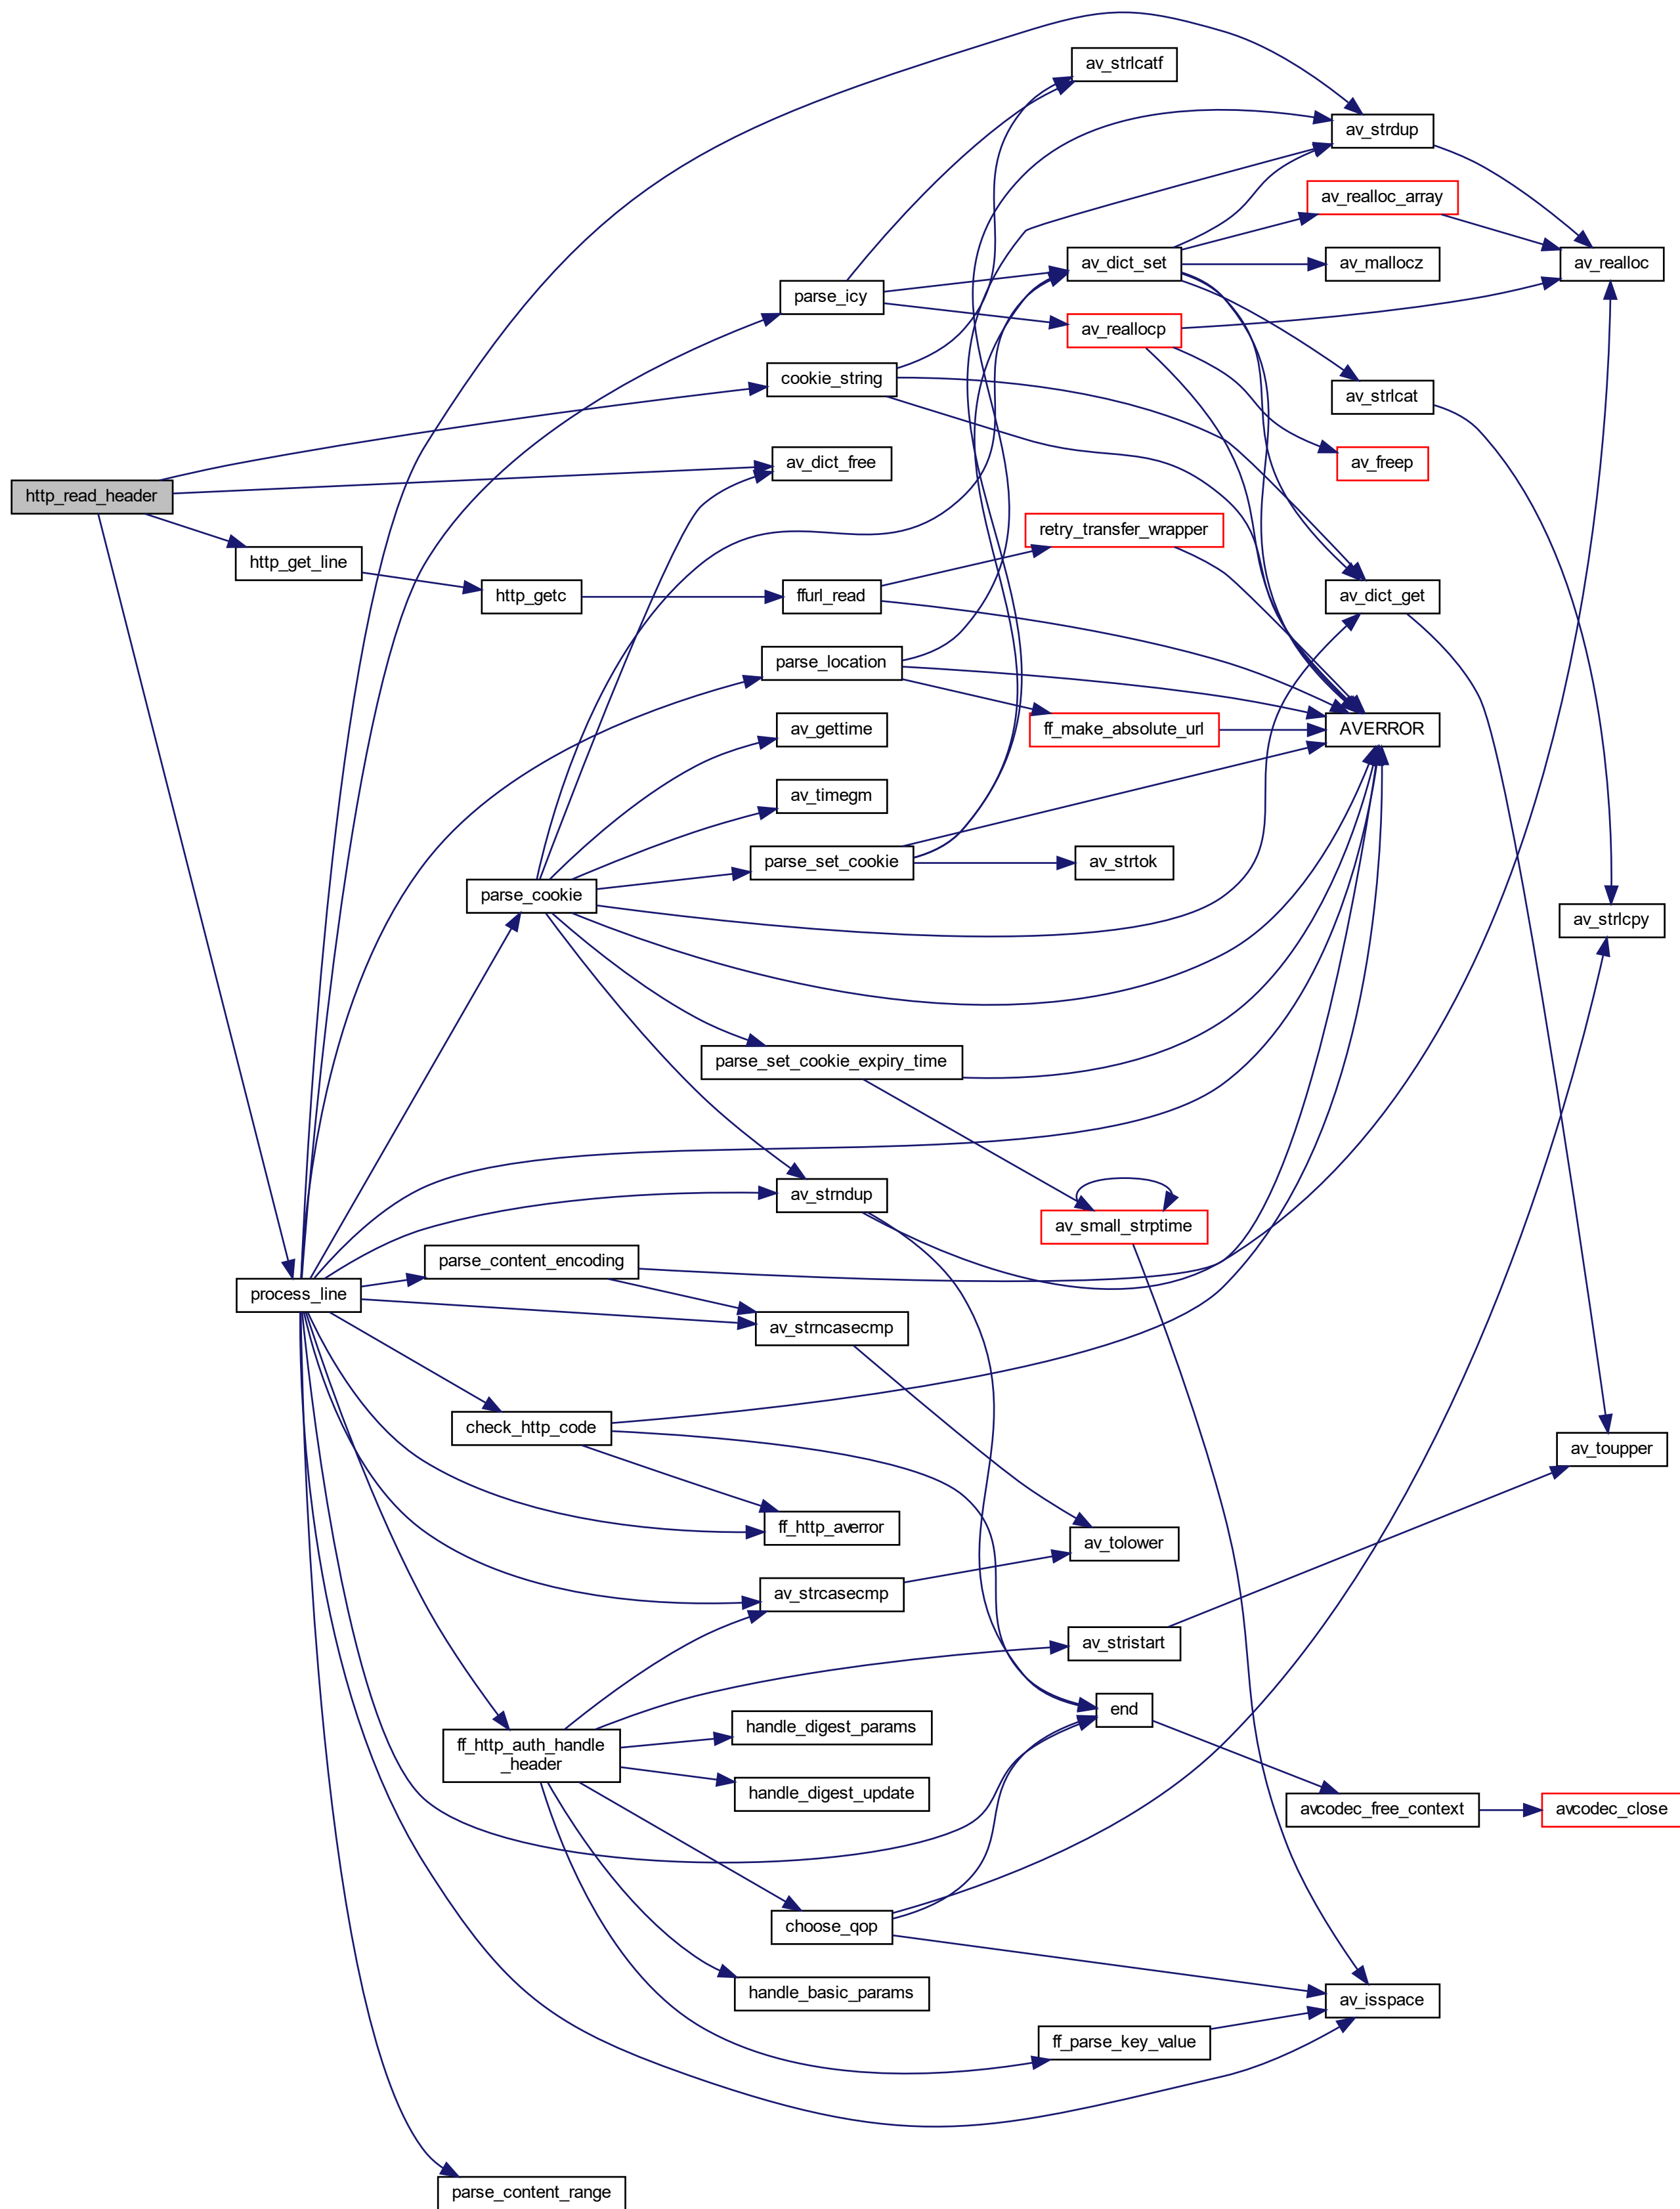 av_strlcatf
av_strdup
av_realloc_array
av_dict_set
av_mallocz
av_realloc
parse_icy
av_reallocp
cookie_string
av_strlcat
av_dict_free
av_freep
http_read_header
retry_transfer_wrapper
http_get_line
http_getc
ffurl_read
av_dict_get
parse_location
av_gettime
ff_make_absolute_url
AVERROR
av_timegm
parse_set_cookie
av_strtok
parse_cookie
av_strlcpy
parse_set_cookie_expiry_time
av_strndup
av_small_strptime
parse_content_encoding
process_line
av_strncasecmp
check_http_code
av_toupper
ff_http_averror
av_tolower
av_strcasecmp
av_stristart
end
handle_digest_params
ff_http_auth_handle
_header
handle_digest_update
avcodec_free_context
avcodec_close
choose_qop
handle_basic_params
av_isspace
ff_parse_key_value
parse_content_range